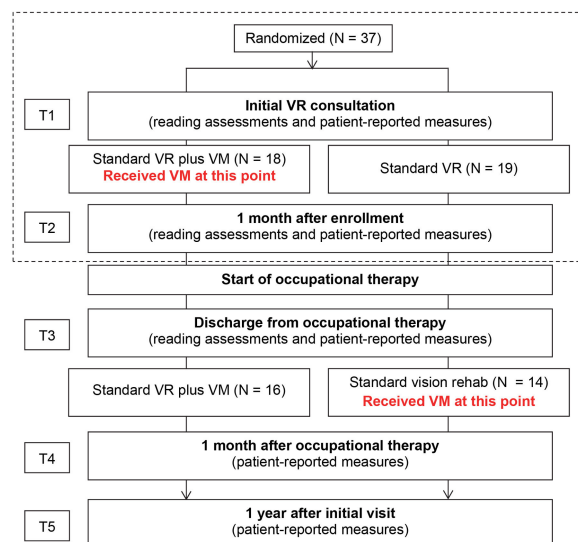 Randomized (N = 37)
T1
Initial VR consultation
(reading assessments and patient-reported measures)
Standard VR plus VM (N = 18)
Received VM at this point
Standard VR (N = 19)
T2
1 month after enrollment
(reading assessments and patient-reported measures)
Start of occupational therapy
T3
Discharge from occupational therapy
(reading assessments and patient-reported measures)
Standard VR plus VM (N = 16)
Standard vision rehab (N = 14)
Received VM at this point
T4
1 month after occupational therapy
(patient-reported measures)
T5
1 year after initial visit
(patient-reported measures)